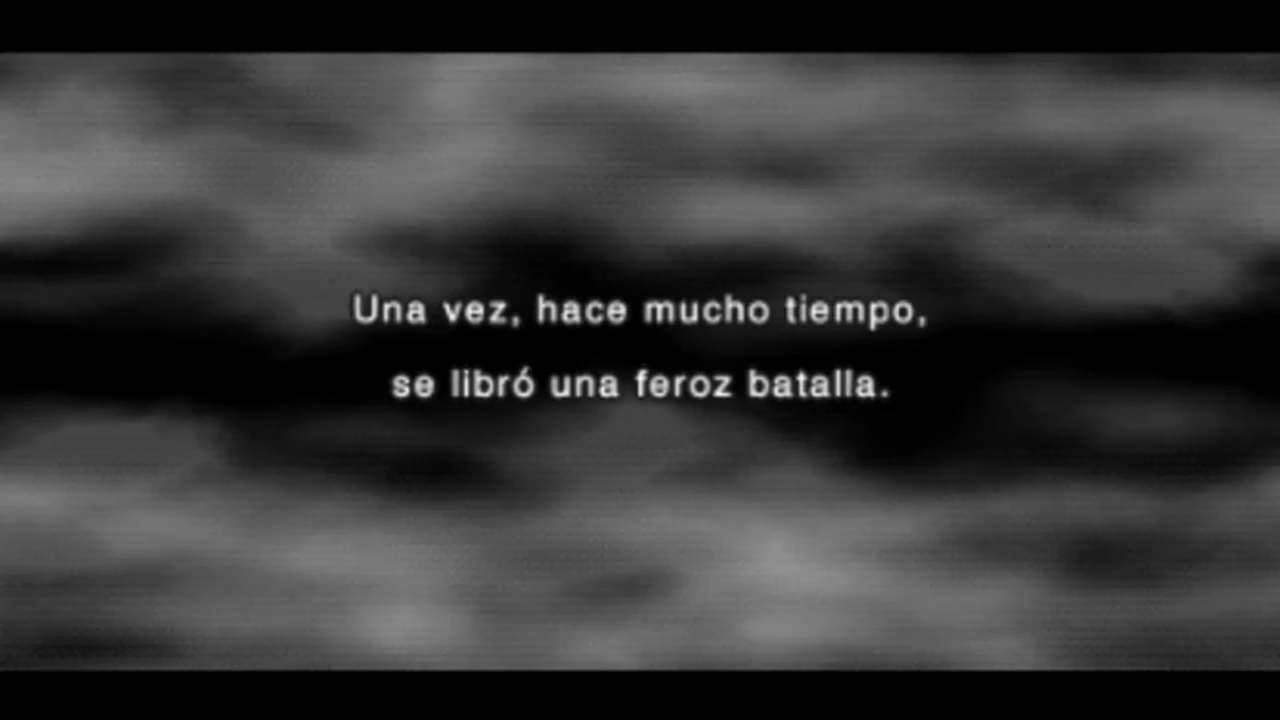 Una vez, hace mucho tiempo,
se libró una feroz batalla.